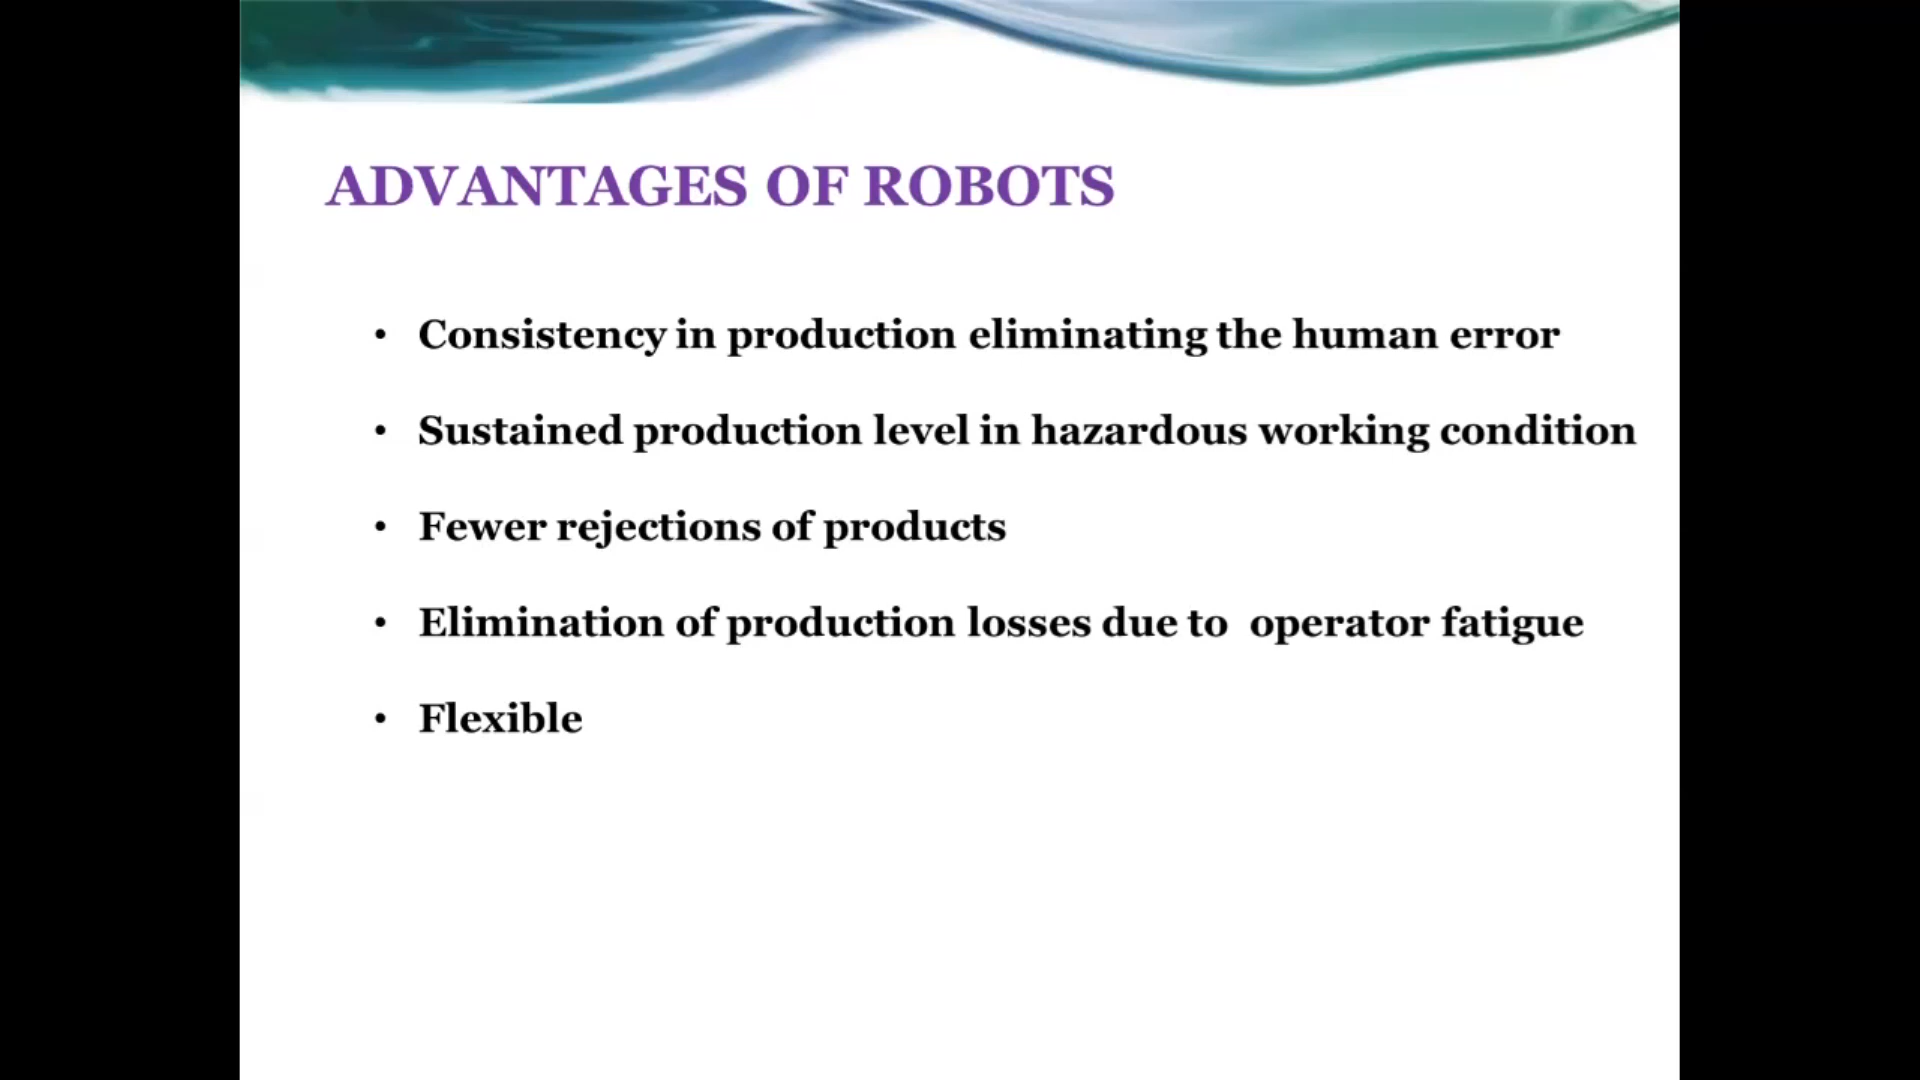 ADVANTAGES OF ROBOTS
• Consistency in production eliminating the human error
• Sustained production level in hazardous working condition
• Fewer rejections of products
• Elimination of production losses due to  operator fatigue
• Flexible